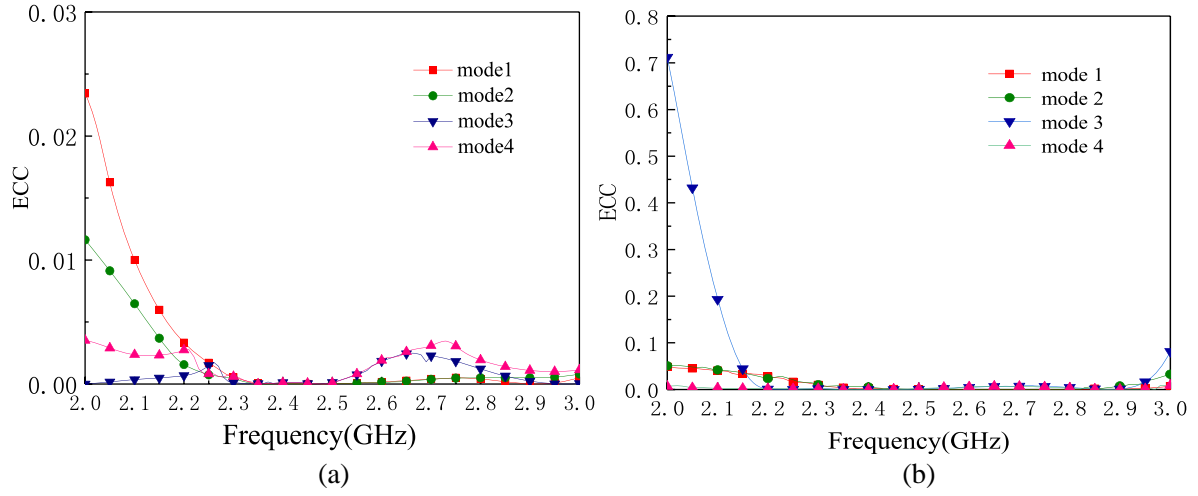 0.03
0.02
0.01
0.00
ECC
mode1
mode2
mode3
mode4
2.0 2.1 2.2 2.3 2.4 2.5 2.6 2.7 2.8 2.9 3.0
Frequency(GHz)
(a)
0.8
0.7
0.6
0.5
0.4
0.3
0.2
0.1
0.0
ECC
mode 1
mode 2
mode 3
mode 4
2.0 2.1 2.2 2.3 2.4 2.5 2.6 2.7 2.8 2.9 3.0
Frequency(GHz)
(b)